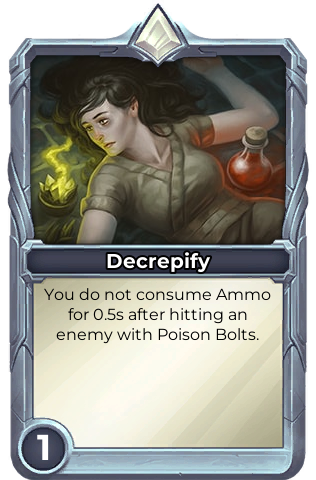 Decrepify
You do not consume Ammo
for 0.5s after hitting an
enemy with Poison Bolts.
1